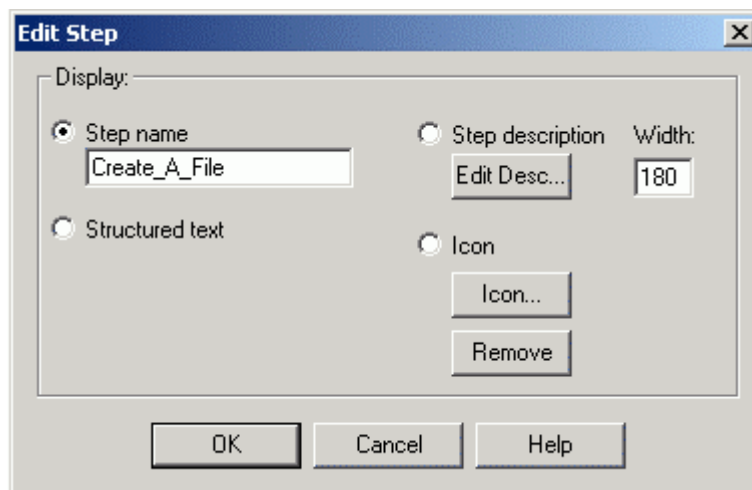 Edit Step
Display:
Step name
Create_A_File
Structured text
Step description
Width:
Edit Desc...
180
Icon
Icon...
Remove
OK
Cancel
Help